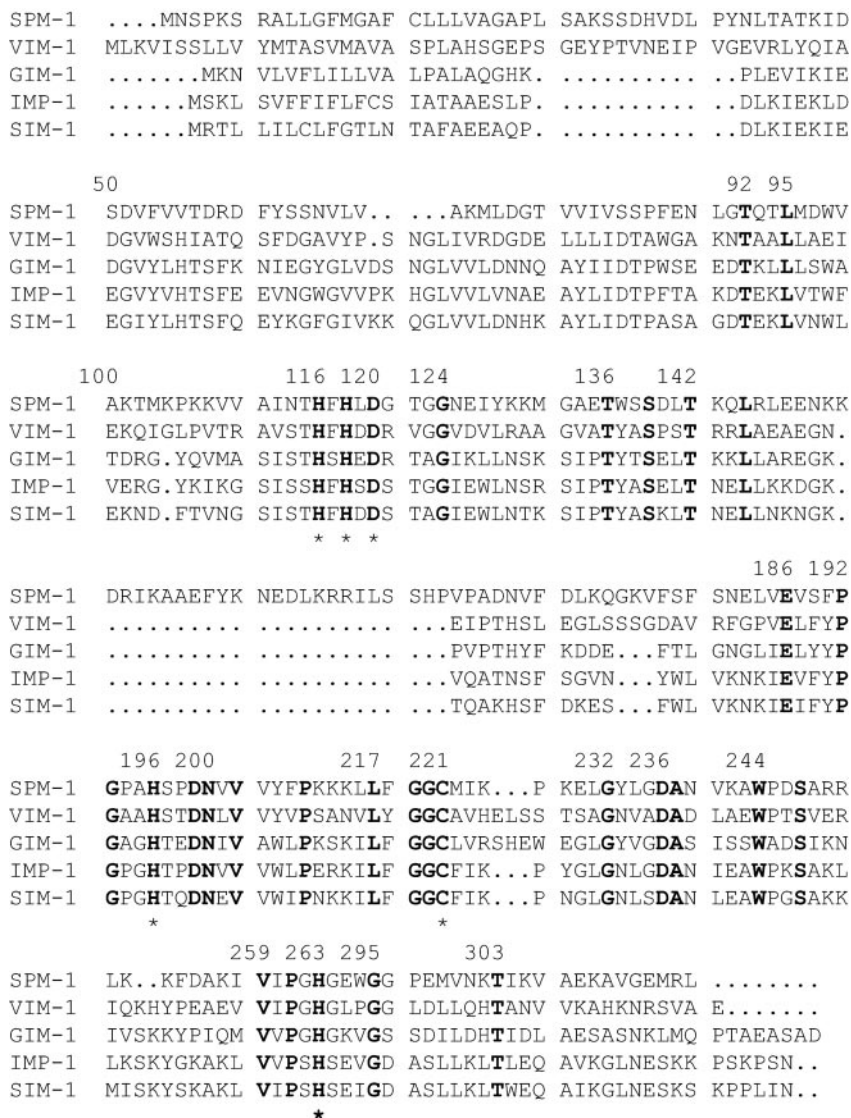 SPM-1 ....MNSPKS RALLGFMGAF CLLLVAGAPL SAKSSDHVDL PYNLTATKID
VIM-1 MLKVISSLLV YMTASVMAVA SPLAHSGEPS GEYPTVNEIP VGEVRLYQIA
GIM-1 .......MKN VLVFLILLVA LPALAQGHK. .......... ..PLEVIKIE
IMP-1 ......MSKL SVFFIFLFCS IATAAESLP. .......... ..DLKIEKLD
SIM-1 ......MRTL LILCLFGTLN TAFAEEAQP. .......... ..DLKIEKIE
50 92 95
SPM-1 SDVFVVTDRD FYSSNVLV.. ...AKMLDGT VVIVSSPFEN LGTQTLMDWV
VIM-1 DGVWSHIATQ SFDGAVYP.S NGLIVRDGDE LLLIDTAWGA KNTAALLAEI
GIM-1 DGVYLHTSFK NIEGYGLVDS NGLVVLDNNQ AYIIDTPWSE EDTKLLLSWA
IMP-1 EGVYVHTSFE EVNGWGVVPK HGLVVLVNAE AYLIDTPFTA KDTEKLVTWF
SIM-1 EGIYLHTSFQ EYKGFGIVKK QGLVVLDNHK AYLIDTPASA GDTEKLVNWL
100 116 120 124 136 142
SPM-1 AKTMKPKKVV AINTHFHLDG TGGNEIYKKM GAETWSSDLT KQLRLEENKK
VIM-1 EKQIGLPVTR AVSTHFHDDR VGGVDVLRAA GVATYASPST RRLAEAEGN.
GIM-1 TDRG.YQVMA SISTHSHEDR TAGIKLLNSK SIPTYTSELT KKLLAREGK.
IMP-1 VERG.YKIKG SISSHFHSDS TGGIEWLNSR SIPTYASELT NELLKKDGK.
SIM-1 EKND.FTVNG SISTHFHDDS TAGIEWLNTK SIPTYASKLT NELLNKNGK.
* * *
186 192
SPM-1 DRIKAAEFYK NEDLKRRILS SHPVPADNVF DLKQGKVFSF SNELVEVSFP
VIM-1 .......... .......... ...EIPTHSL EGLSSSGDAV RFGPVELFYP
GIM-1 .......... .......... ...PVPTHYF KDDE...FTL GNGLIELYYP
IMP-1 .......... .......... ...VQATNSF SGVN...YWL VKNKIEVFYP
SIM-1 .......... .......... ...TQAKHSF DKES...FWL VKNKIEIFYP
196 200 217 221 232 236 244
SPM-1 GPAHSPDNVV VYFPKKKLLF GGCMIK...P KELGYLGDAN VKAWPDSARR
VIM-1 GAAHSTDNLV VYVPSANVLY GGCAVHELSS TSAGNVADAD LAEWPTSVER
GIM-1 GAGHTEDNIV AWLPKSKILF GGCLVRSHEW EGLGYVGDAS ISSWADSIKN
IMP-1 GPGHTPDNVV VWLPERKILF GGCFIK...P YGLGNLGDAN IEAWPKSAKL
SIM-1 GPGHTQDNEV VWIPNKKILF GGCFIK...P NGLGNLSDAN LEAWPGSAKK
* *
259 263 295 303
SPM-1 LK..KFDAKI VIPGHGEWGG PEMVNKTIKV AEKAVGEMRL ........
VIM-1 IQKHYPEAEV VIPGHGLPGG LDLLQHTANV VKAHKNRSVA E.......
GIM-1 IVSKKYPIQM VVPGHGKVGS SDILDHTIDL AESASNKLMQ PTAEASAD
IMP-1 LKSKYGKAKL VVPSHSEVGD ASLLKLTLEQ AVKGLNESKK PSKPSN..
SIM-1 MISKYSKAKL VIPSHSEIGD ASLLKLTWEQ AIKGLNESKS KPPLIN..
*